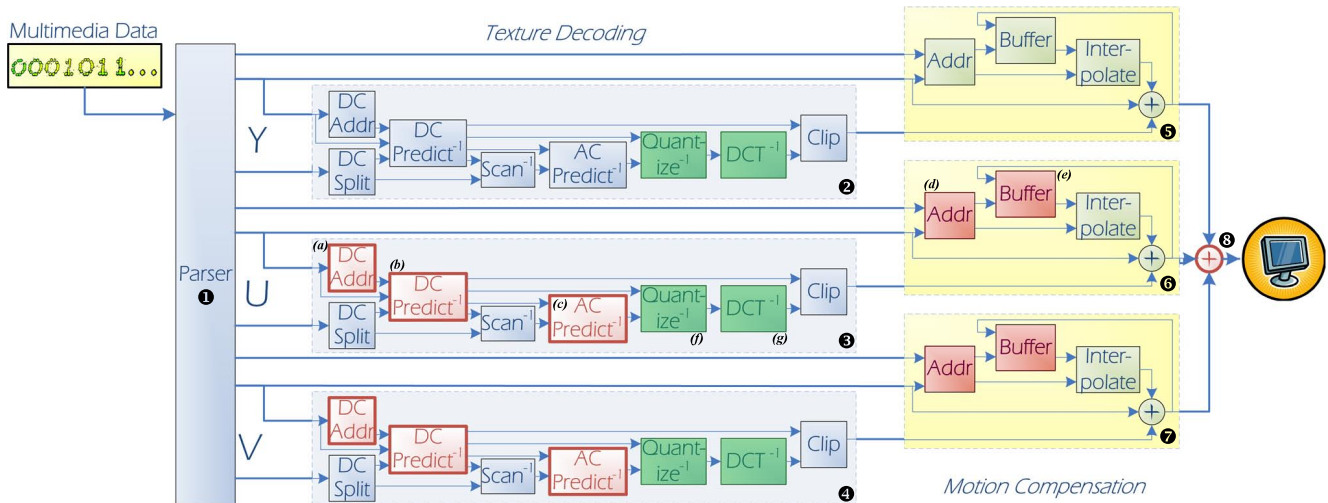 Multimedia Data
0001011...
Parser
❶
Texture Decoding
Y
DC
Addr
DC
Split
DC
Predict⁻¹
Scan⁻¹
AC
Predict⁻¹
Quant-
ize⁻¹
DCT⁻¹
Clip
❷
Addr
Buffer
Inter-
polate
+
❺
U
(a)
DC
Addr
DC
Split
(b)
DC
Predict⁻¹
Scan⁻¹
(c)
AC
Predict⁻¹
Quant-
ize⁻¹
(f)
DCT⁻¹
(g)
Clip
❸
(d)
Addr
Buffer
(e)
Inter-
polate
+
❻
❽
+
V
DC
Addr
DC
Split
DC
Predict⁻¹
Scan⁻¹
AC
Predict⁻¹
Quant-
ize⁻¹
DCT⁻¹
Clip
❹
Addr
Buffer
Inter-
polate
+
❼
Motion Compensation